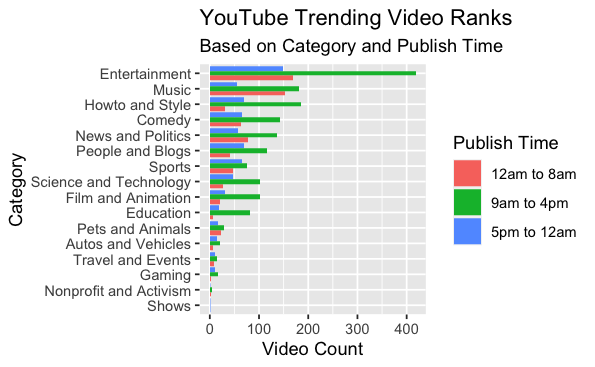 YouTube Trending Video Ranks
Based on Category and Publish Time
Category
Entertainment
Music
Howto and Style
Comedy
News and Politics
People and Blogs
Sports
Science and Technology
Film and Animation
Education
Pets and Animals
Autos and Vehicles
Travel and Events
Gaming
Nonprofit and Activism
Shows
0 100 200 300 400
Video Count
Publish Time
12am to 8am
9am to 4pm
5pm to 12am